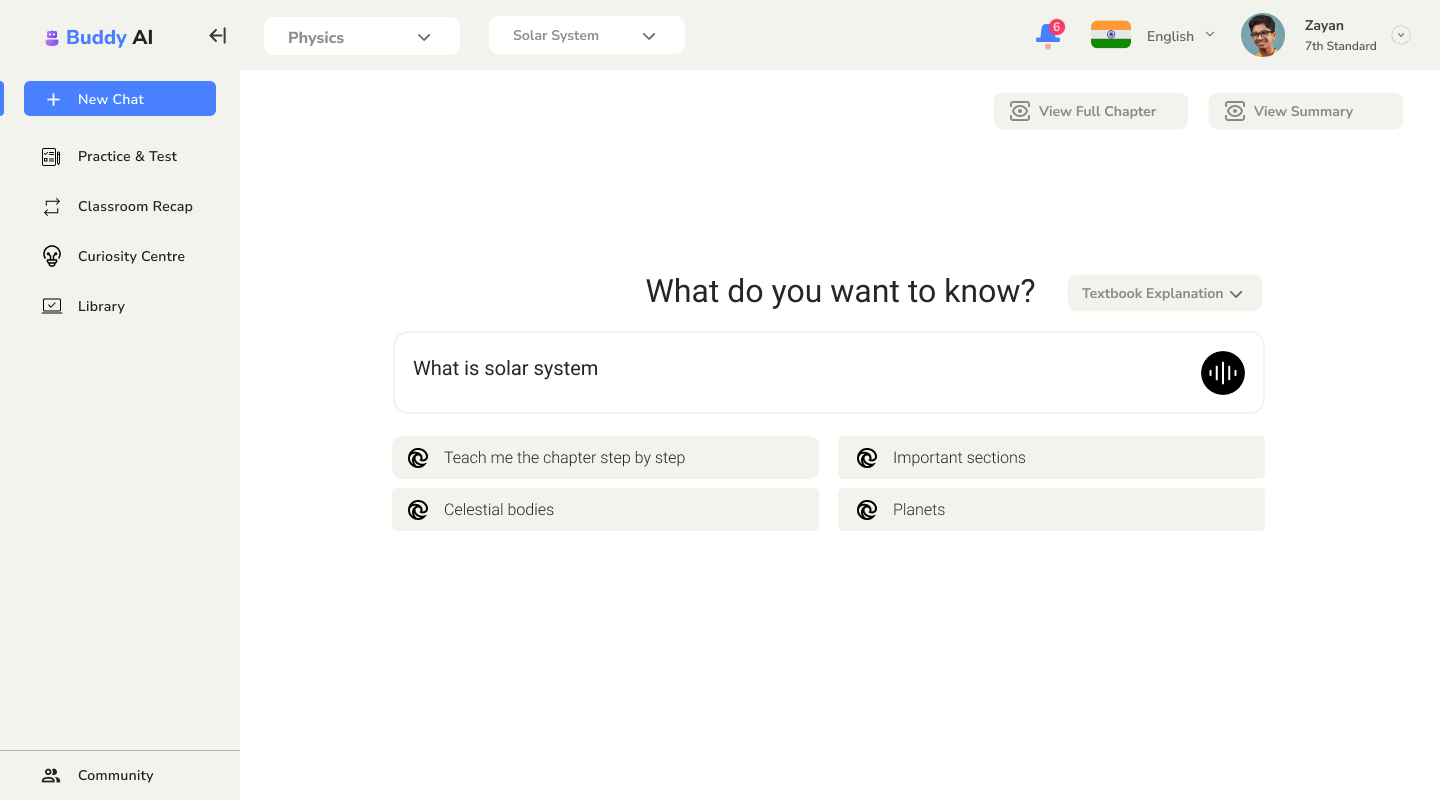 Buddy AI
Physics
Solar System
6
English
Zayan
7th Standard
New Chat
Practice & Test
Classroom Recap
Curiosity Centre
Library
Community
View Full Chapter
View Summary
What do you want to know?
Textbook Explanation
What is solar system
Teach me the chapter step by step
Important sections
Celestial bodies
Planets